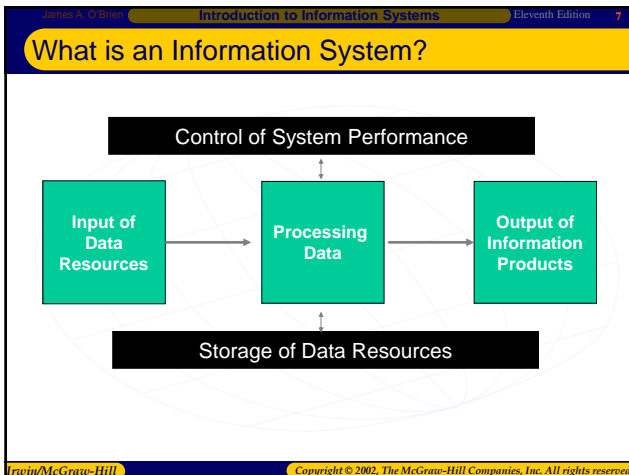 James A. O'Brien Introduction to Information Systems Eleventh Edition 7
What is an Information System?
Control of System Performance
Input of
Data
Resources
Processing
Data
Output of
Information
Products
Storage of Data Resources
Irwin/McGraw-Hill Copyright © 2002, The McGraw-Hill Companies, Inc. All rights reserved